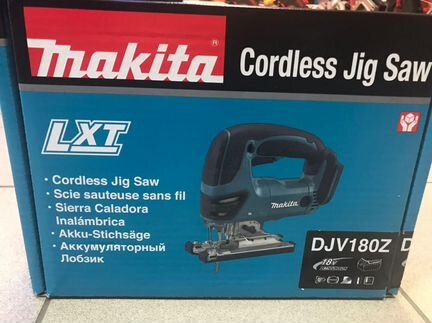 makita
Cordless Jig Saw
LXT
• Cordless Jig Saw
• Scie sauteuse sans fil
• Sierra Caladora
Inalámbrica
• Akku-Stichsäge
• Аккумуляторный
Лобзик
makita
DJV180Z
18V